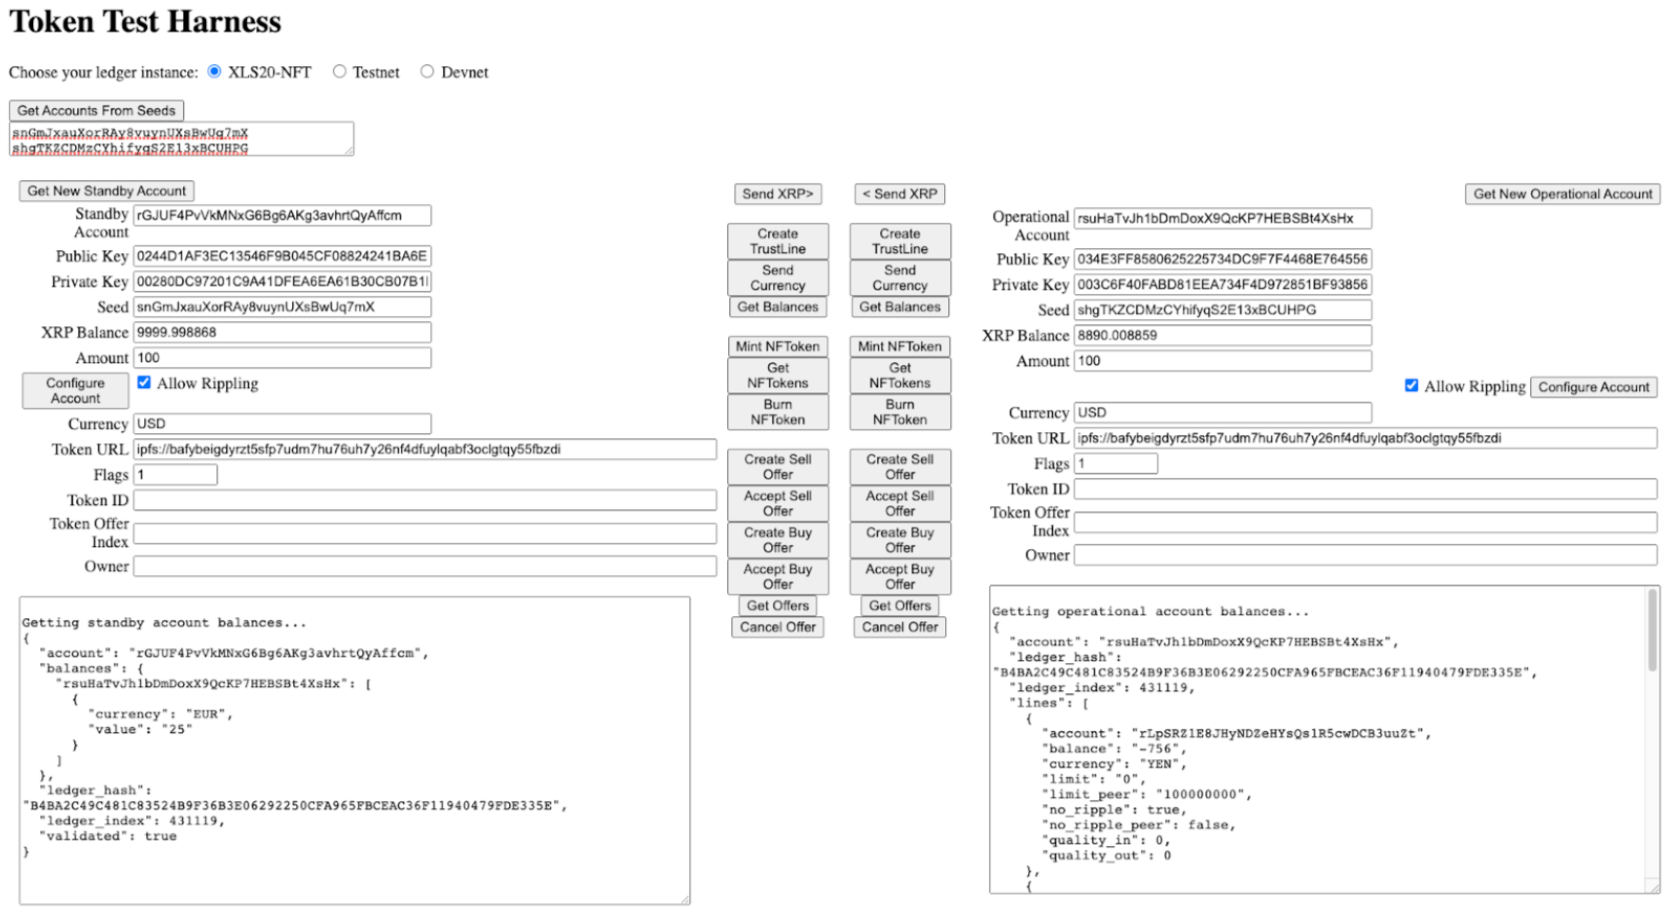 Token Test Harness
Choose your ledger instance: XLS20-NFT Testnet Devnet
Get Accounts From Seeds
snGmJxauXorRAy8vuynUXsBwUq7mX
shgTKZCDMzCYhifyqS2E13xBCUHPG
Get New Standby Account
Standby Account rGJUF4PvVkMNxG6Bg6AKg3avhrtQyAffcm
Public Key 0244D1AF3EC13546F9B045CF08824241BA6E
Private Key 00280DC97201C9A41DFEA6EA61B30CB07B1
Seed snGmJxauXorRAy8vuynUXsBwUq7mX
XRP Balance 9999.998868
Amount 100
Configure Account Allow Rippling
Currency USD
Token URL ipfs://bafybeigdyrzt5sfp7udm7hu76uh7y26nf4dfuylqabf3oclgtqy55fbzdi
Flags 1
Token ID
Token Offer Index
Owner
Getting standby account balances...
{
"account": "rGJUF4PvVkMNxG6Bg6AKg3avhrtQyAffcm",
"balances": {
"rsuHaTvJh1bDmDoxX9QcKP7HEBSBt4XsHx": [
{
"currency": "EUR",
"value": "25"
}
]
},
"ledger_hash":
"B4BA2C49C481C83524B9F36B3E06292250CFA965FBCEAC36F11940479FDE335E",
"ledger_index": 431119,
"validated": true
}
Send XRP>
Create TrustLine
Send Currency
Get Balances
Mint NFToken
Get NFTokens
Burn NFToken
Create Sell Offer
Accept Sell Offer
Create Buy Offer
Accept Buy Offer
Get Offers
Cancel Offer
< Send XRP
Create TrustLine
Send Currency
Get Balances
Mint NFToken
Get NFTokens
Burn NFToken
Create Sell Offer
Accept Sell Offer
Create Buy Offer
Accept Buy Offer
Get Offers
Cancel Offer
Get New Operational Account
Operational Account rsuHaTvJh1bDmDoxX9QcKP7HEBSBt4XsHx
Public Key 034E3FF8580625225734DC9F7F4468E764556
Private Key 003C6F40FABD81EEA734F4D972851BF93856
Seed shgTKZCDMzCYhifyqS2E13xBCUHPG
XRP Balance 8890.008859
Amount 100
Allow Rippling Configure Account
Currency USD
Token URL ipfs://bafybeigdyrzt5sfp7udm7hu76uh7y26nf4dfuylqabf3oclgtqy55fbzdi
Flags 1
Token ID
Token Offer Index
Owner
Getting operational account balances...
{
"account": "rsuHaTvJh1bDmDoxX9QcKP7HEBSBt4XsHx",
"ledger_hash":
"B4BA2C49C481C83524B9F36B3E06292250CFA965FBCEAC36F11940479FDE335E",
"ledger_index": 431119,
"lines": [
{
"account": "rLpSRZ1E8JHyNDZeHYsQs1R5cwDCB3uuZt",
"balance": "-756",
"currency": "YEN",
"limit": "0",
"limit_peer": "100000000",
"no_ripple": true,
"no_ripple_peer": false,
"quality_in": 0,
"quality_out": 0
},
{